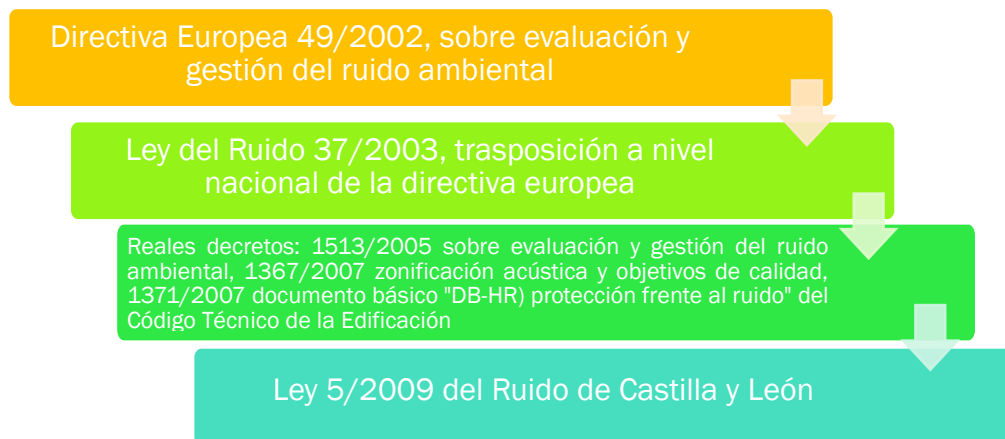 Directiva Europea 49/2002, sobre evaluación y
gestión del ruido ambiental
Ley del Ruido 37/2003, trasposición a nivel
nacional de la directiva europea
Reales decretos: 1513/2005 sobre evaluación y gestión del ruido
ambiental, 1367/2007 zonificación acústica y objetivos de calidad,
1371/2007 documento básico "DB-HR) protección frente al ruido" del
Código Técnico de la Edificación
Ley 5/2009 del Ruido de Castilla y León